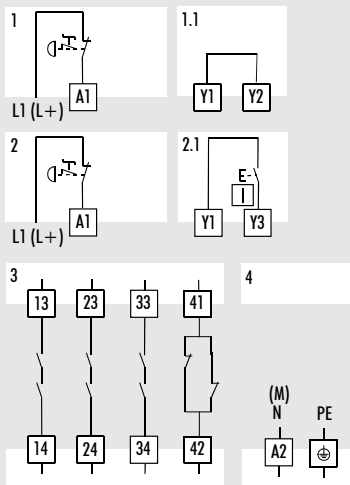 1
A1
L1 (L+)
1.1
Y1 Y2
2
A1
L1 (L+)
2.1
E
I
Y1 Y3
3
13 23 33 41
14 24 34 42
4
(M)
N PE
A2